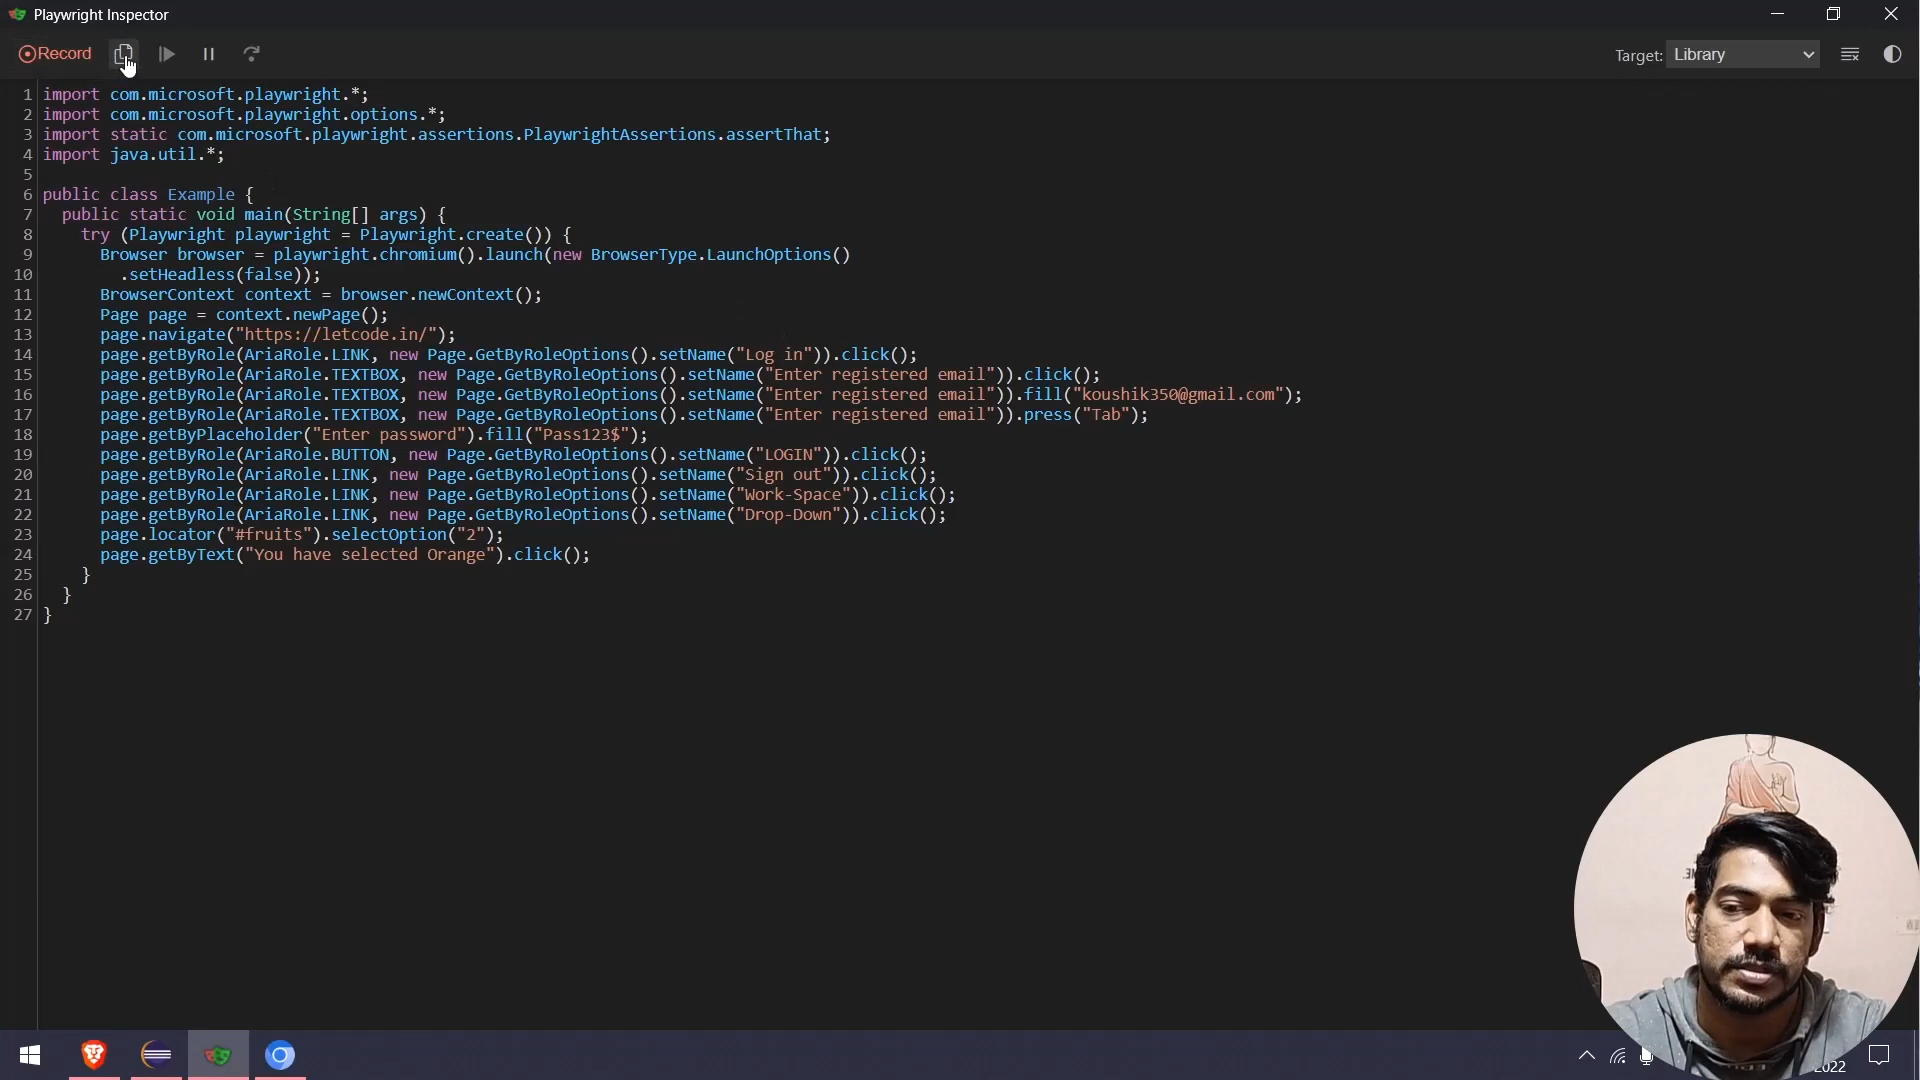 Playwright Inspector
Record
Target: Library
1 import com.microsoft.playwright.*;
2 import com.microsoft.playwright.options.*;
3 import static com.microsoft.playwright.assertions.PlaywrightAssertions.assertThat;
4 import java.util.*;
5
6 public class Example {
7 public static void main(String[] args) {
8 try (Playwright playwright = Playwright.create()) {
9 Browser browser = playwright.chromium().launch(new BrowserType.LaunchOptions()
10 .setHeadless(false));
11 BrowserContext context = browser.newContext();
12 Page page = context.newPage();
13 page.navigate("https://letcode.in/");
14 page.getByRole(AriaRole.LINK, new Page.GetByRoleOptions().setName("Log in")).click();
15 page.getByRole(AriaRole.TEXTBOX, new Page.GetByRoleOptions().setName("Enter registered email")).click();
16 page.getByRole(AriaRole.TEXTBOX, new Page.GetByRoleOptions().setName("Enter registered email")).fill("koushik350@gmail.com");
17 page.getByRole(AriaRole.TEXTBOX, new Page.GetByRoleOptions().setName("Enter registered email")).press("Tab");
18 page.getByPlaceholder("Enter password").fill("Pass123$");
19 page.getByRole(AriaRole.BUTTON, new Page.GetByRoleOptions().setName("LOGIN")).click();
20 page.getByRole(AriaRole.LINK, new Page.GetByRoleOptions().setName("Sign out")).click();
21 page.getByRole(AriaRole.LINK, new Page.GetByRoleOptions().setName("Work-Space")).click();
22 page.getByRole(AriaRole.LINK, new Page.GetByRoleOptions().setName("Drop-Down")).click();
23 page.locator("#fruits").selectOption("2");
24 page.getByText("You have selected Orange").click();
25 }
26 }
27 }
2022